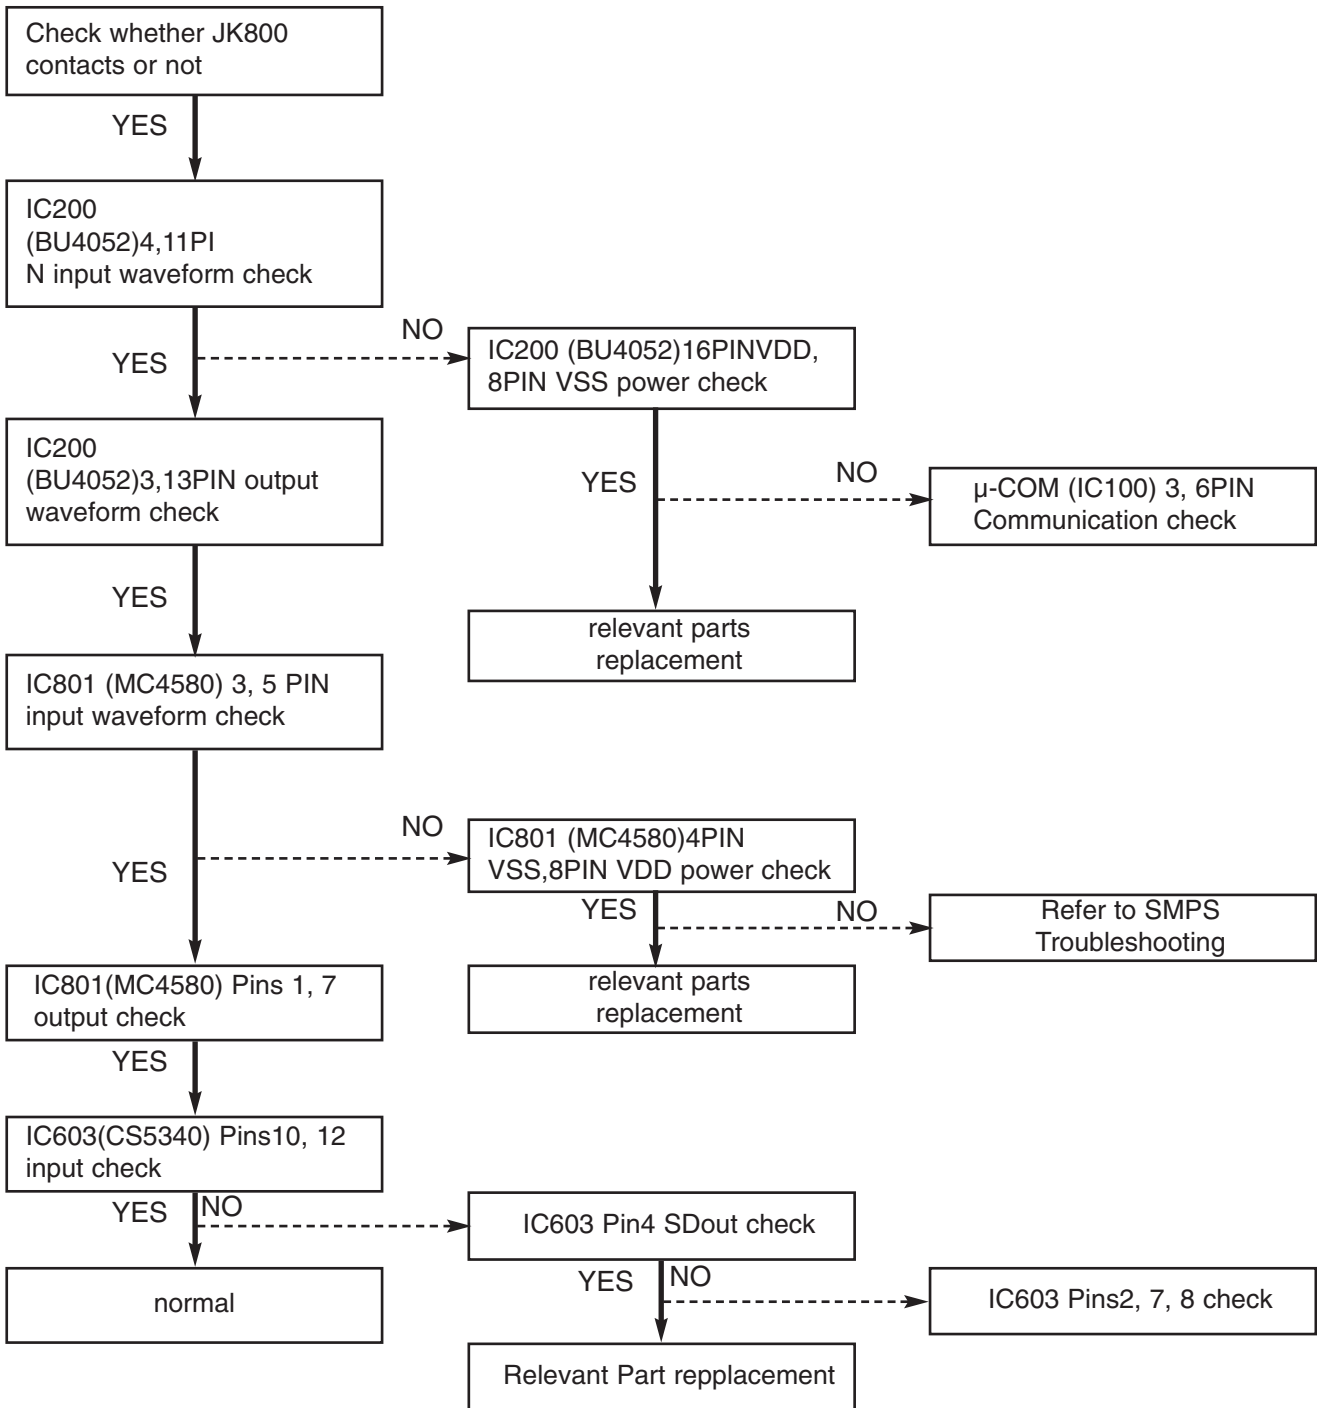 Check whether JK800
contacts or not
YES
IC200
(BU4052)4,11PI
N input waveform check
NO
YES
IC200 (BU4052)16PINVDD,
8PIN VSS power check
IC200
(BU4052)3,13PIN output
waveform check
YES
NO
µ-COM (IC100) 3, 6PIN
Communication check
YES
relevant parts
replacement
IC801 (MC4580) 3, 5 PIN
input waveform check
NO
YES
IC801 (MC4580)4PIN
VSS,8PIN VDD power check
YES
NO
Refer to SMPS
Troubleshooting
IC801(MC4580) Pins 1, 7
output check
relevant parts
replacement
YES
IC603(CS5340) Pins10, 12
input check
YES
NO
IC603 Pin4 SDout check
normal
YES
NO
IC603 Pins2, 7, 8 check
Relevant Part repplacement